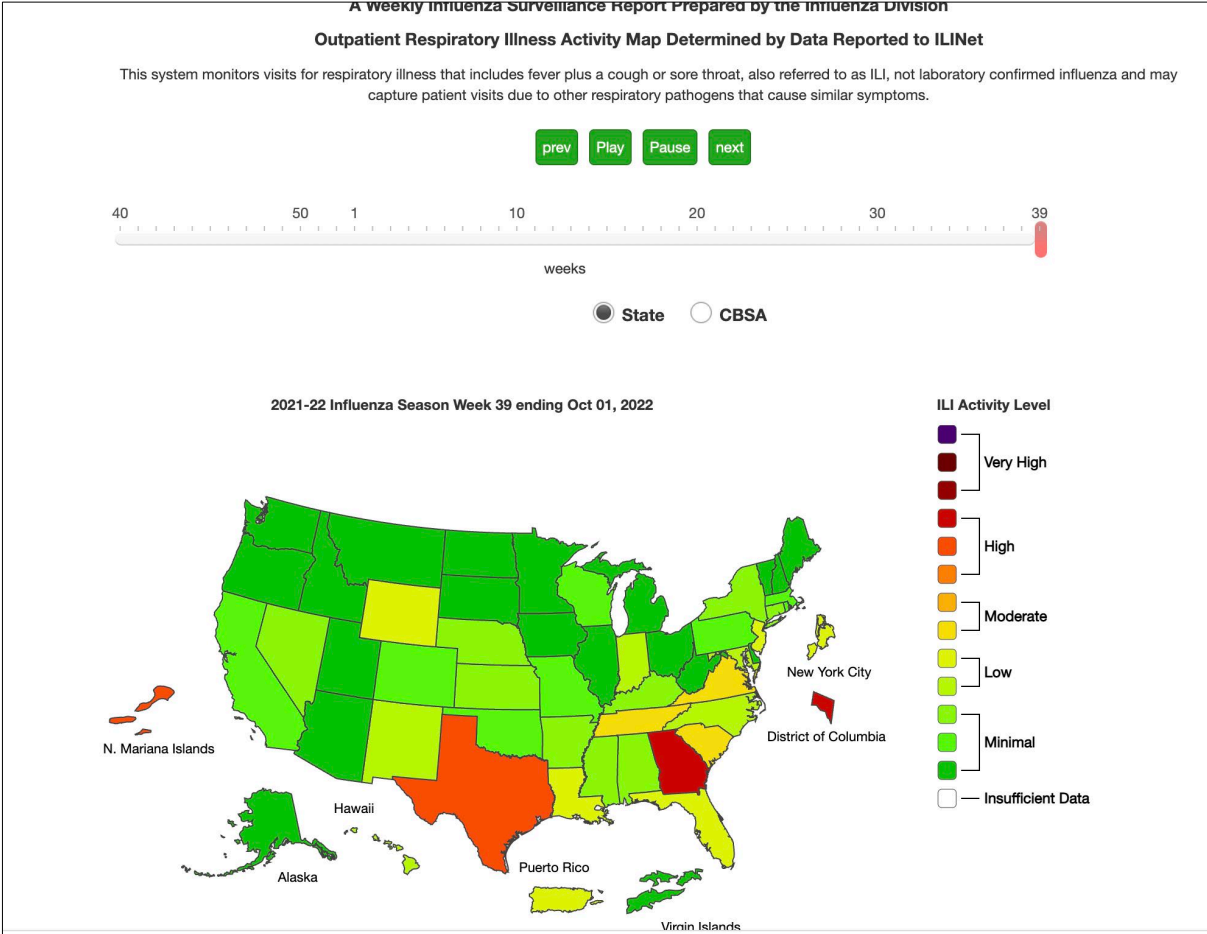 A Weekly Influenza Surveillance Report Prepared by the Influenza Division
Outpatient Respiratory Illness Activity Map Determined by Data Reported to ILINet
This system monitors visits for respiratory illness that includes fever plus a cough or sore throat, also referred to as ILI, not laboratory confirmed influenza and may
capture patient visits due to other respiratory pathogens that cause similar symptoms.
prev Play Pause next
40 50 1 10 20 30 39
weeks
State CBSA
2021-22 Influenza Season Week 39 ending Oct 01, 2022
ILI Activity Level
Very High
High
Moderate
Low
Minimal
Insufficient Data
New York City
District of Columbia
N. Mariana Islands
Hawaii
Alaska
Puerto Rico
Virgin Islands